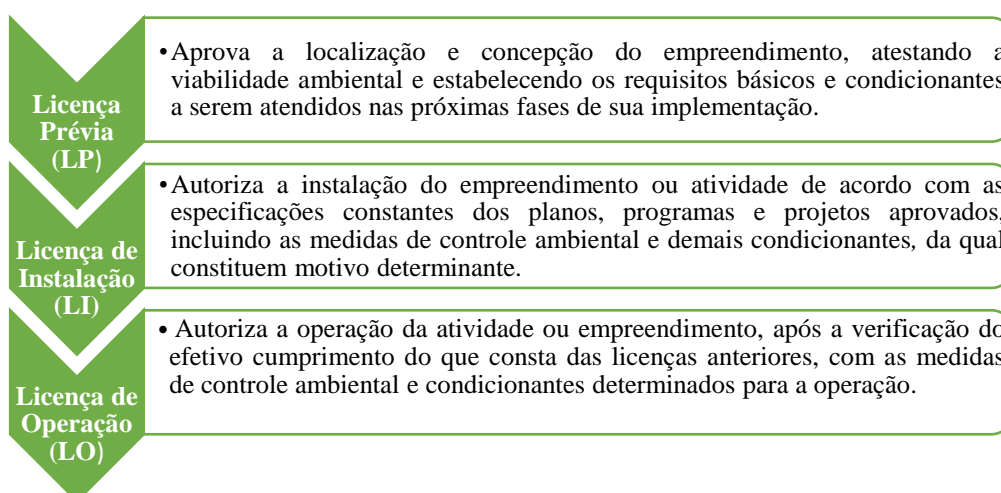 Licença
Prévia
(LP)
•Aprova a localização e concepção do empreendimento, atestando a
viabilidade ambiental e estabelecendo os requisitos básicos e condicionantes
a serem atendidos nas próximas fases de sua implementação.
Licença de
Instalação
(LI)
•Autoriza a instalação do empreendimento ou atividade de acordo com as
especificações constantes dos planos, programas e projetos aprovados,
incluindo as medidas de controle ambiental e demais condicionantes, da qual
constituem motivo determinante.
Licença de
Operação
(LO)
• Autoriza a operação da atividade ou empreendimento, após a verificação do
efetivo cumprimento do que consta das licenças anteriores, com as medidas
de controle ambiental e condicionantes determinados para a operação.